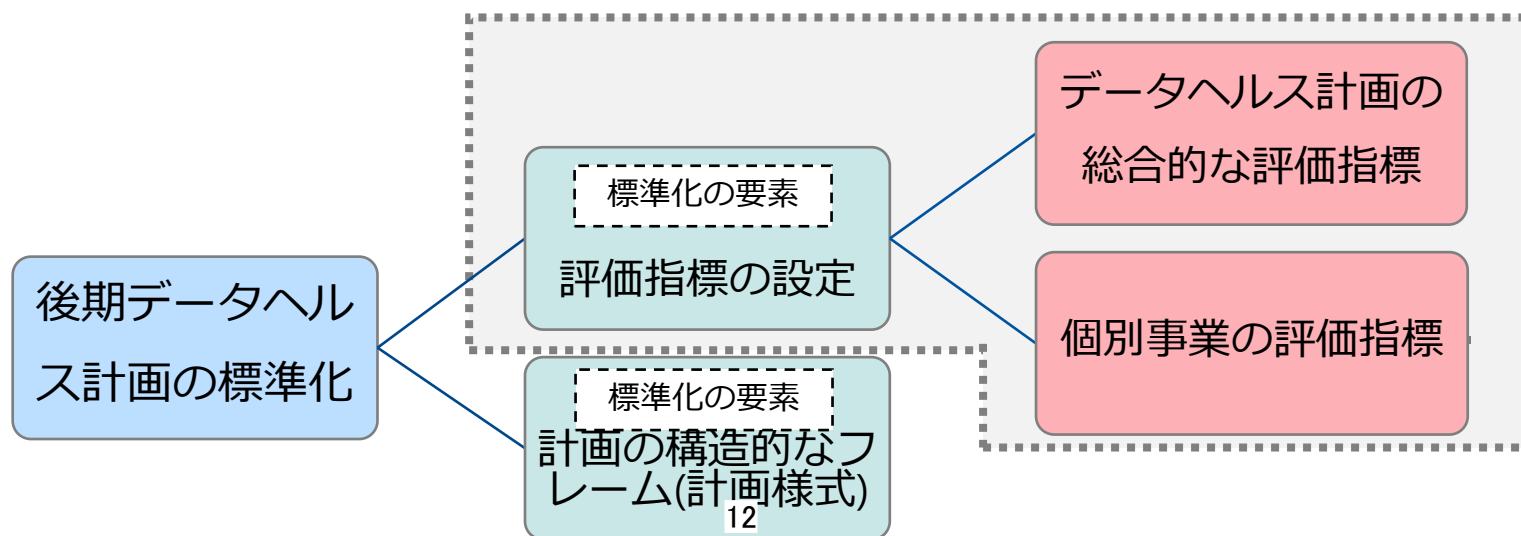 後期データヘル
ス計画の標準化
標準化の要素
評価指標の設定
標準化の要素
計画の構造的なフ
レーム(計画様式)
12
データヘルス計画の
総合的な評価指標
個別事業の評価指標